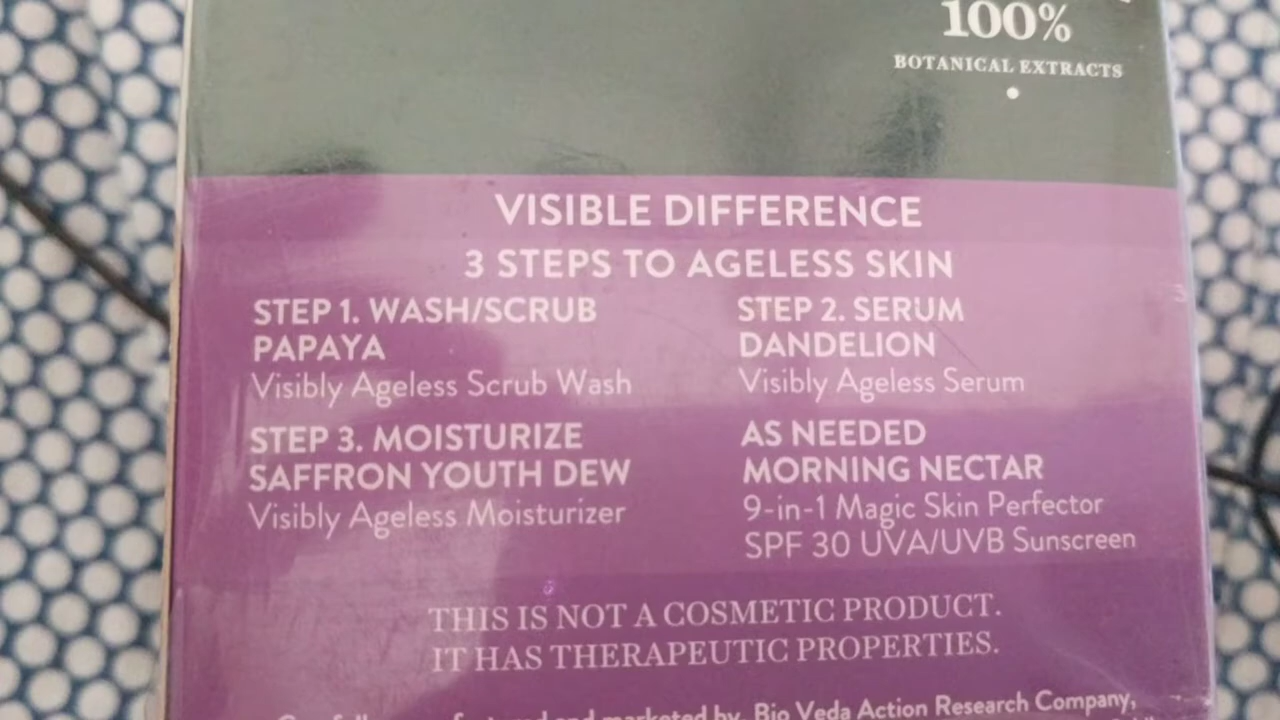 100%
BOTANICAL EXTRACTS
VISIBLE DIFFERENCE
3 STEPS TO AGELESS SKIN
STEP 1. WASH/SCRUB
PAPAYA
Visibly Ageless Scrub Wash
STEP 2. SERUM
DANDELION
Visibly Ageless Serum
STEP 3. MOISTURIZE
SAFFRON YOUTH DEW
Visibly Ageless Moisturizer
AS NEEDED
MORNING NECTAR
9-in-1 Magic Skin Perfector
SPF 30 UVA/UVB Sunscreen
THIS IS NOT A COSMETIC PRODUCT.
IT HAS THERAPEUTIC PROPERTIES.
and marketed by, Bio Veda Action Research Company,